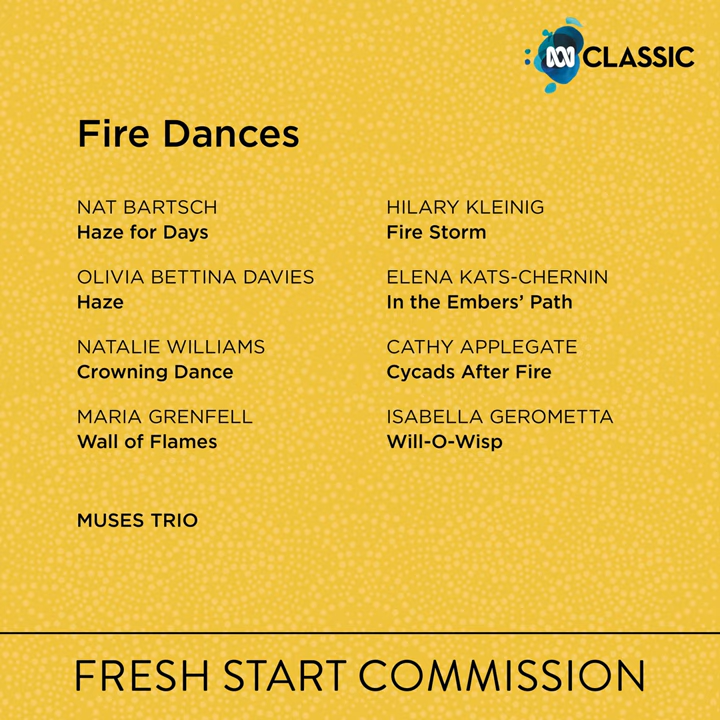 ABC CLASSIC
Fire Dances
NAT BARTSCH
Haze for Days
OLIVIA BETTINA DAVIES
Haze
NATALIE WILLIAMS
Crowning Dance
MARIA GRENFELL
Wall of Flames
HILARY KLEINIG
Fire Storm
ELENA KATS-CHERNIN
In the Embers’ Path
CATHY APPLEGATE
Cycads After Fire
ISABELLA GEROMETTA
Will-O-Wisp
MUSES TRIO
FRESH START COMMISSION